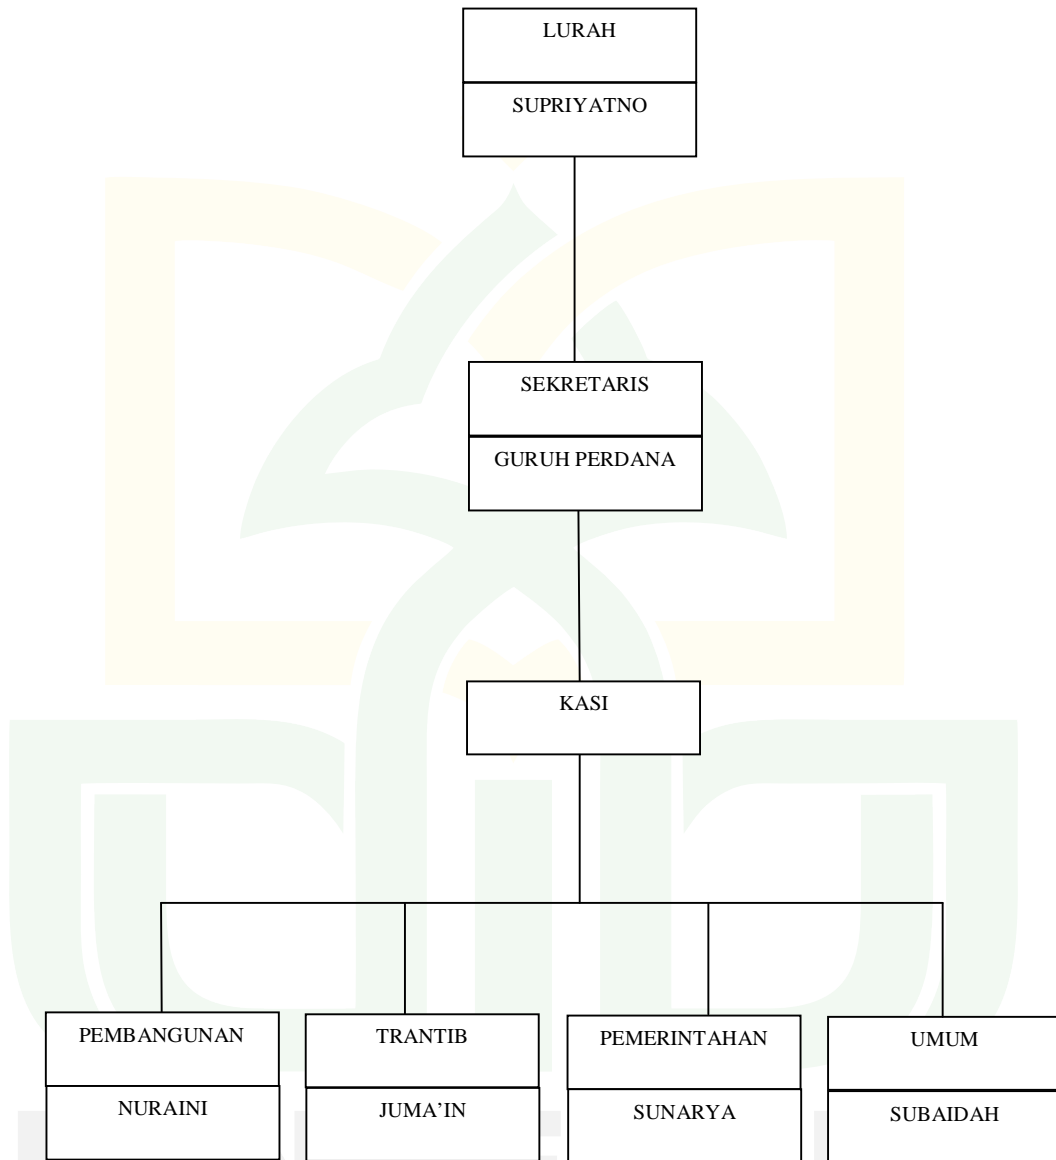 LURAH
SUPRIYATNO
SEKRETARIS
GURUH PERDANA
KASI
PEMBANGUNAN
TRANTIB
PEMERINTAHAN
UMUM
NURAINI
JUMA’IN
SUNARYA
SUBAIDAH